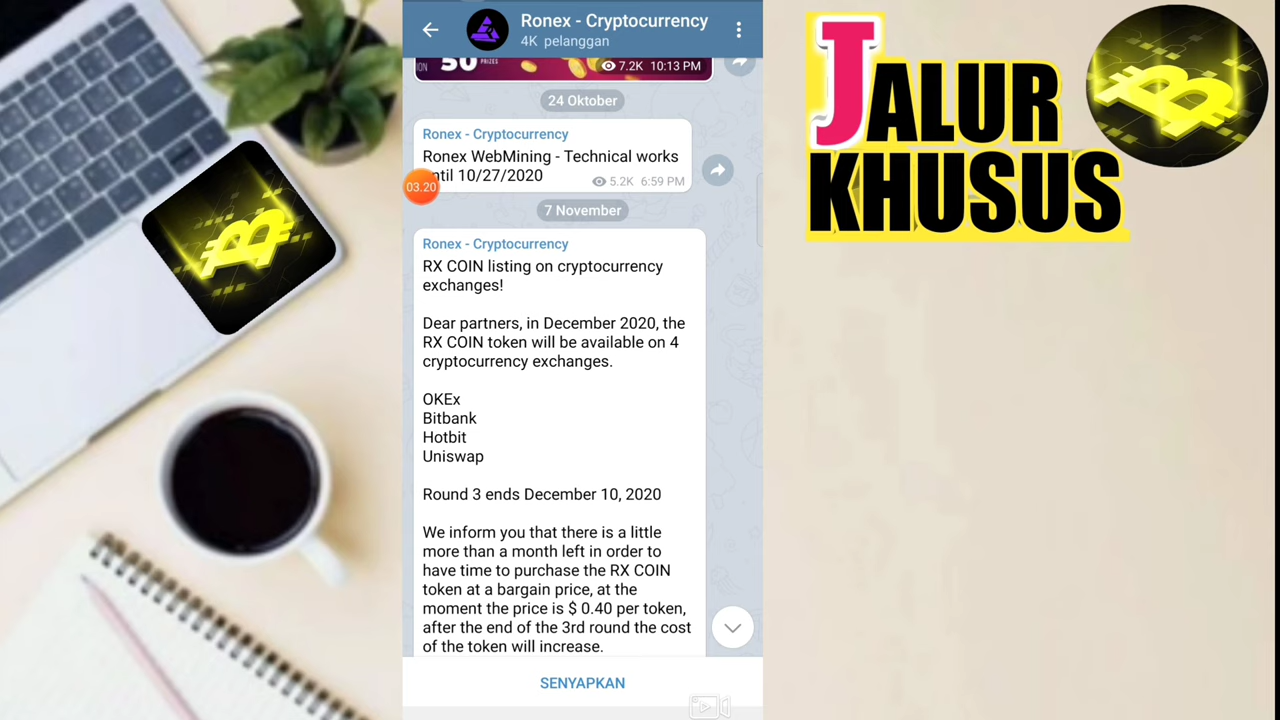 Ronex - Cryptocurrency
4K pelanggan
50 PRIZES
7.2K 10:13 PM
24 Oktober
Ronex - Cryptocurrency
Ronex WebMining - Technical works
until 10/27/2020
5.2K 6:59 PM
03.20
7 November
Ronex - Cryptocurrency
RX COIN listing on cryptocurrency
exchanges!
Dear partners, in December 2020, the
RX COIN token will be available on 4
cryptocurrency exchanges.
OKEx
Bitbank
Hotbit
Uniswap
Round 3 ends December 10, 2020
We inform you that there is a little
more than a month left in order to
have time to purchase the RX COIN
token at a bargain price, at the
moment the price is $ 0.40 per token,
after the end of the 3rd round the cost
of the token will increase.
SENYAPKAN
JALUR
KHUSUS